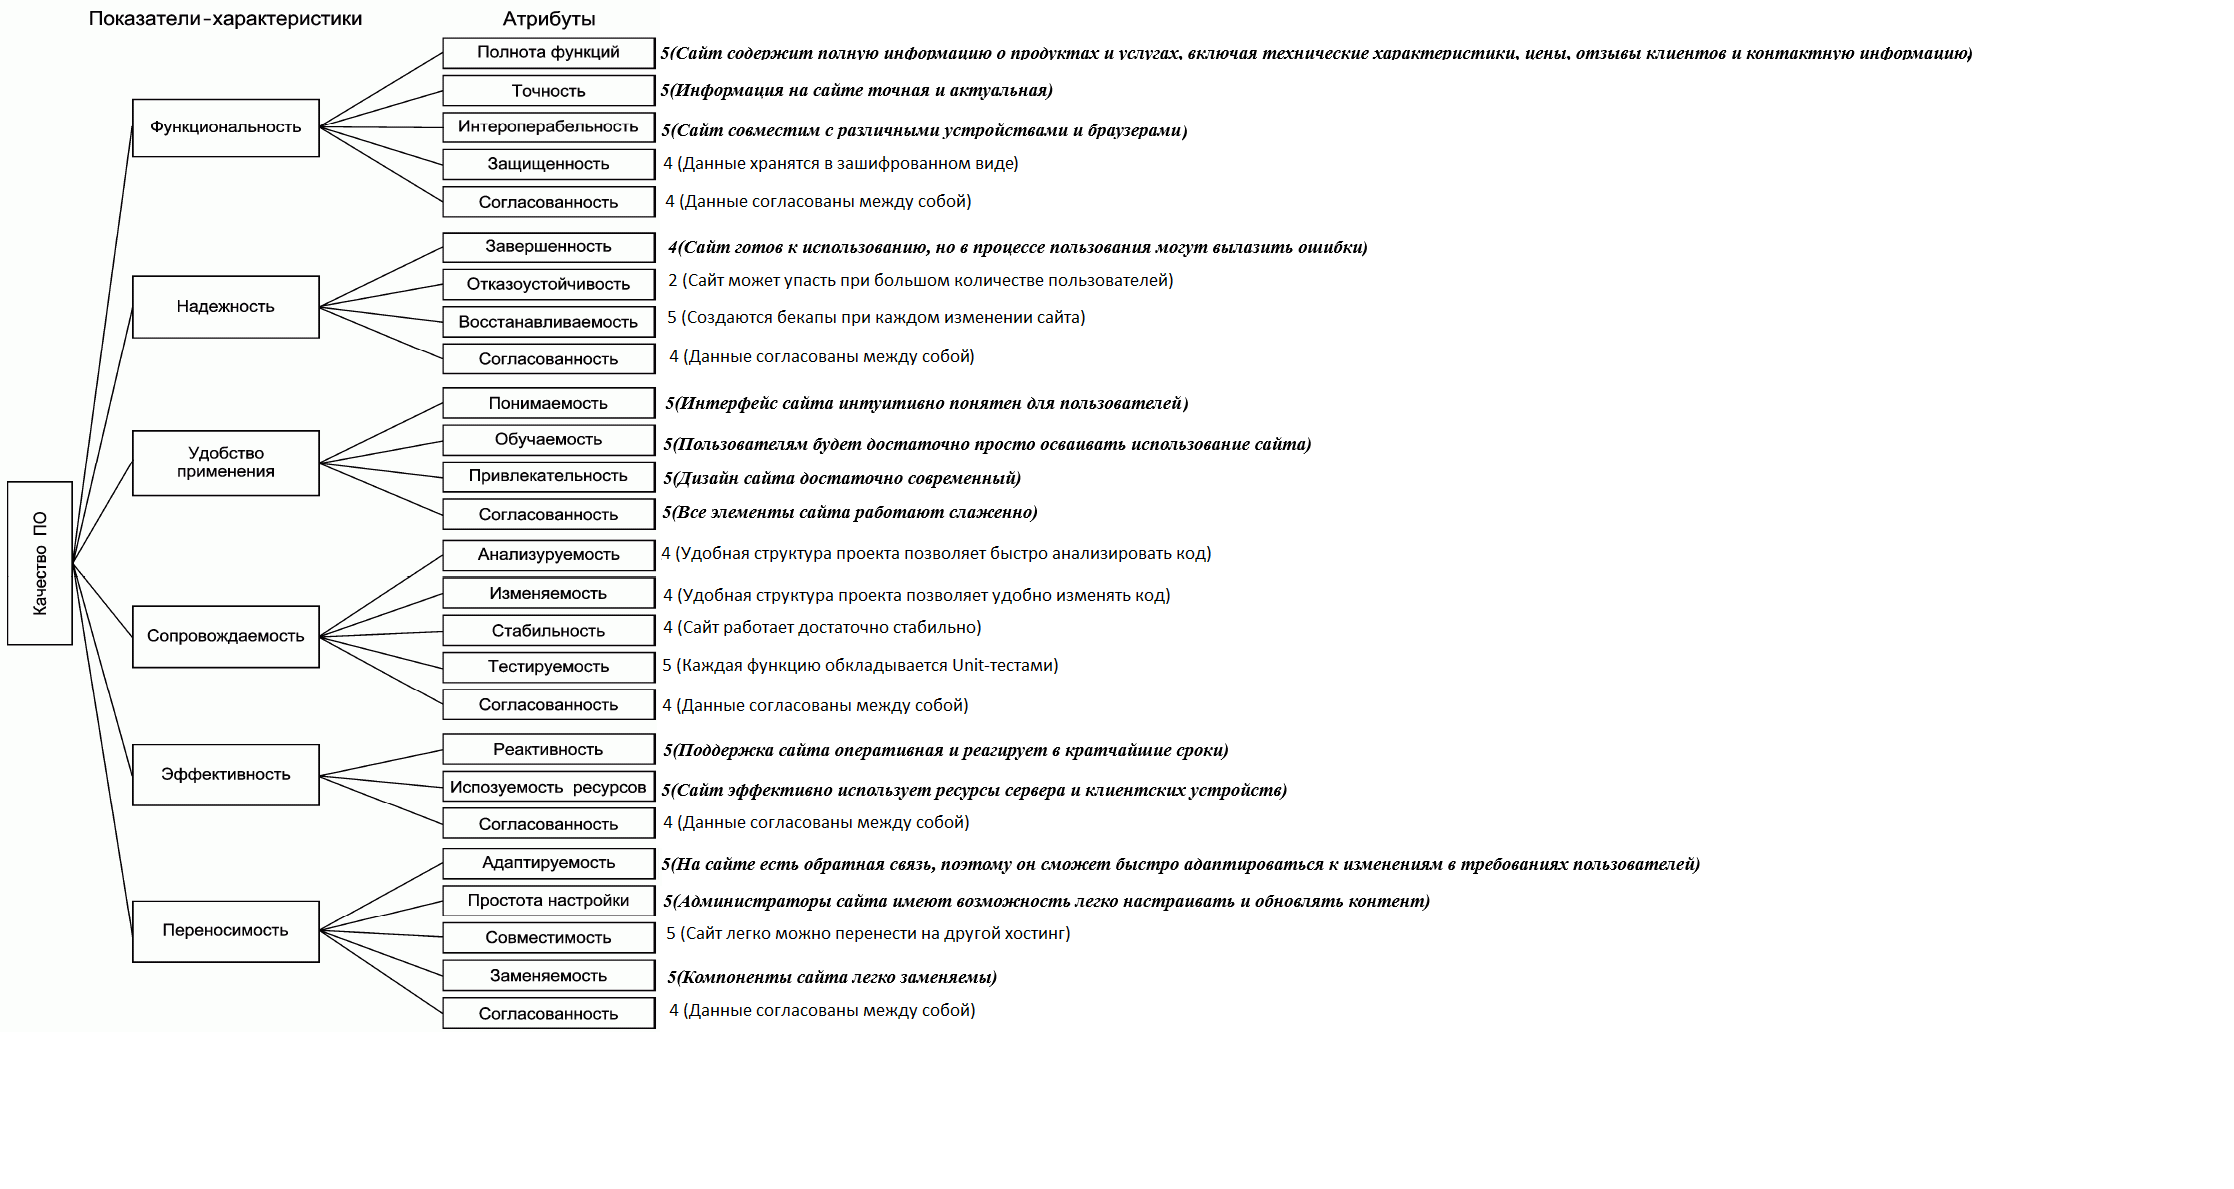 Показатели-характеристики
Атрибуты
Полнота функций
5(Сайт содержит полную информацию о продуктах и услугах, включая технические характеристики, цены, отзывы клиентов и контактную информацию)
Точность
5(Информация на сайте точная и актуальная)
Функциональность
Интероперабельность
5(Сайт совместим с различными устройствами и браузерами)
Защищенность
4 (Данные хранятся в зашифрованном виде)
Согласованность
4 (Данные согласованы между собой)
Завершенность
4(Сайт готов к использованию, но в процессе пользования могут вылазить ошибки)
Отказоустойчивость
2 (Сайт может упасть при большом количестве пользователей)
Надежность
Восстанавливаемость
5 (Создаются бекапы при каждом изменении сайта)
Согласованность
4 (Данные согласованы между собой)
Понимаемость
5(Интерфейс сайта интуитивно понятен для пользователей)
Обучаемость
5(Пользователям будет достаточно просто осваивать использование сайта)
Удобство
применения
Привлекательность
5(Дизайн сайта достаточно современный)
Согласованность
5(Все элементы сайта работают слаженно)
Качество ПО
Анализуруемость
4 (Удобная структура проекта позволяет быстро анализировать код)
Изменяемость
4 (Удобная структура проекта позволяет удобно изменять код)
Сопровождаемость
Стабильность
4 (Сайт работает достаточно стабильно)
Тестируемость
5 (Каждая функцию обкладывается Unit-тестами)
Согласованность
4 (Данные согласованы между собой)
Реактивность
5(Поддержка сайта оперативная и реагирует в кратчайшие сроки)
Эффективность
Испозуемость ресурсов
5(Сайт эффективно использует ресурсы сервера и клиентских устройств)
Согласованность
4 (Данные согласованы между собой)
Адаптируемость
5(На сайте есть обратная связь, поэтому он сможет быстро адаптироваться к изменениям в требованиях пользователей)
Простота настройки
5(Администраторы сайта имеют возможность легко настраивать и обновлять контент)
Переносимость
Совместимость
5 (Сайт легко можно перенести на другой хостинг)
Заменяемость
5(Компоненты сайта легко заменяемы)
Согласованность
4 (Данные согласованы между собой)